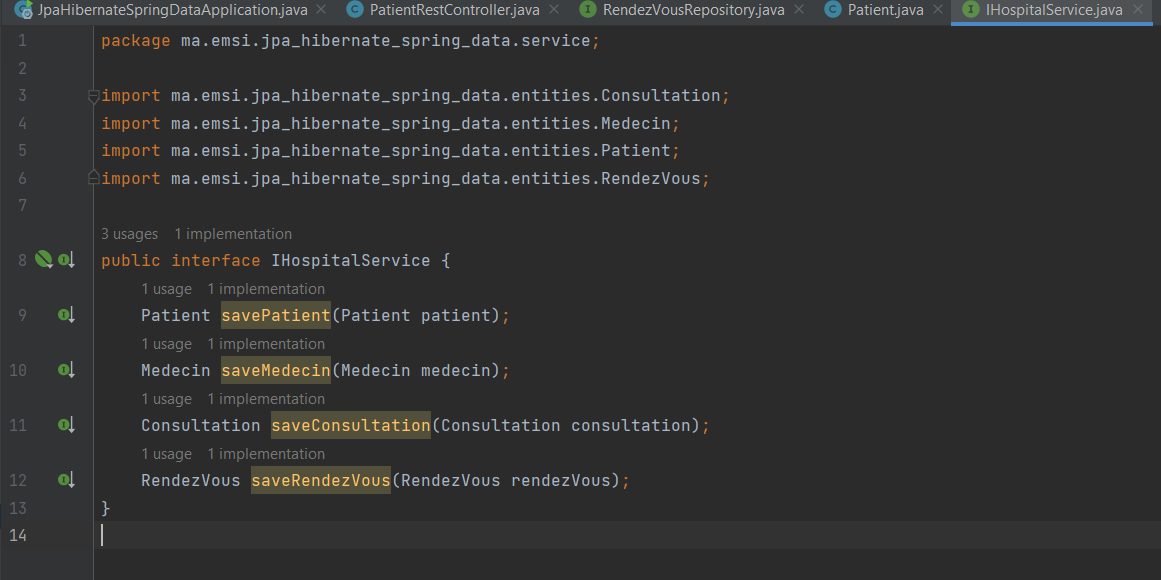 JpaHibernateSpringDataApplication.java PatientRestController.java RendezVousRepository.java Patient.java IHospitalService.java
1 package ma.emsi.jpa_hibernate_spring_data.service;
2
3 import ma.emsi.jpa_hibernate_spring_data.entities.Consultation;
4 import ma.emsi.jpa_hibernate_spring_data.entities.Medecin;
5 import ma.emsi.jpa_hibernate_spring_data.entities.Patient;
6 import ma.emsi.jpa_hibernate_spring_data.entities.RendezVous;
7
3 usages 1 implementation
8 public interface IHospitalService {
1 usage 1 implementation
9 Patient savePatient(Patient patient);
1 usage 1 implementation
10 Medecin saveMedecin(Medecin medecin);
1 usage 1 implementation
11 Consultation saveConsultation(Consultation consultation);
1 usage 1 implementation
12 RendezVous saveRendezVous(RendezVous rendezVous);
13 }
14